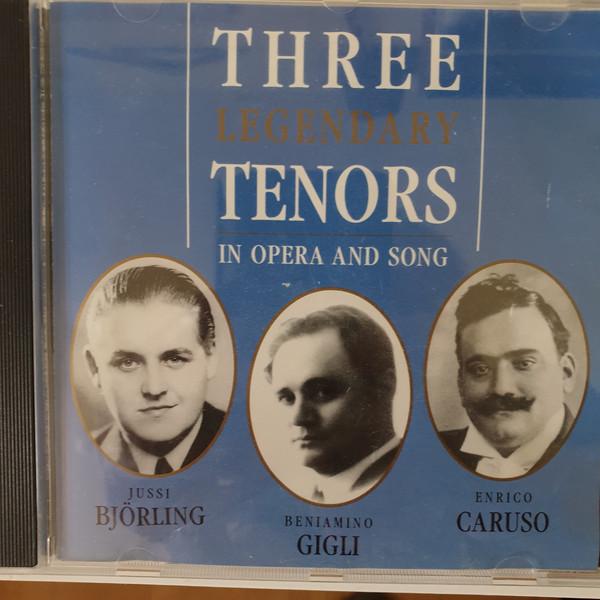 THREE
LEGENDARY
TENORS
IN OPERA AND SONG
JUSSI
BJÖRLING
BENIAMINO
GIGLI
ENRICO
CARUSO